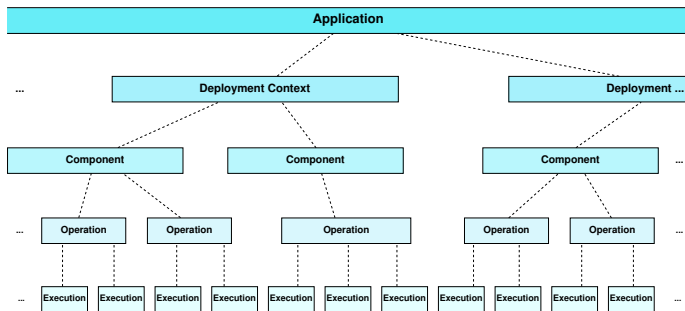 Application
... Deployment Context Deployment ...
Component Component Component ...
... Operation Operation Operation Operation Operation ...
... Execution Execution Execution Execution Execution Execution Execution Execution Execution Execution Execution ...